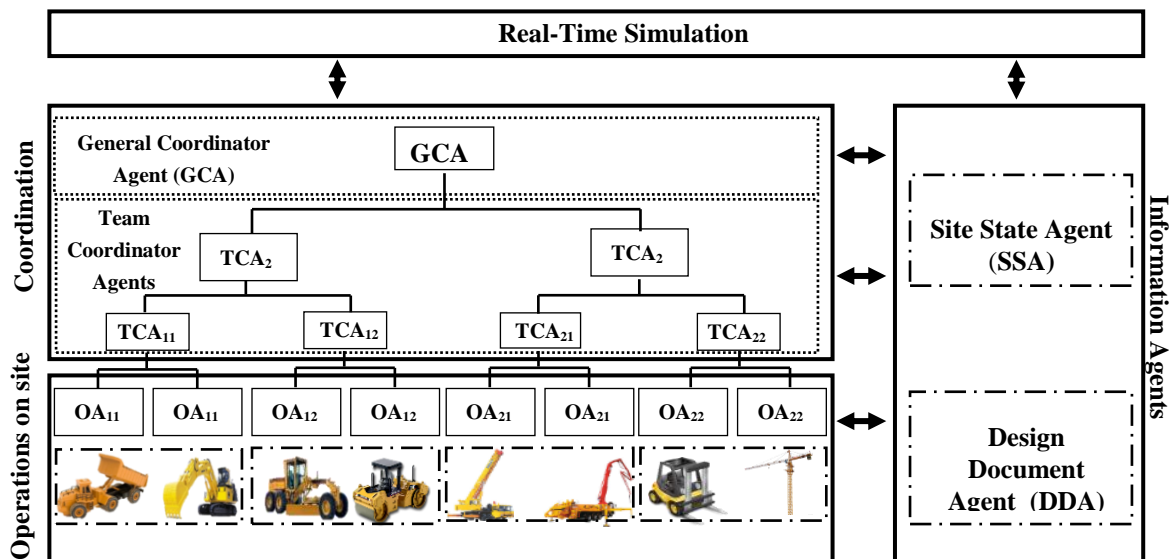 Real-Time Simulation
Coordination
General Coordinator
Agent (GCA)
GCA
Team
Coordinator
Agents
TCA₂
TCA₂
TCA₁₁
TCA₁₂
TCA₂₁
TCA₂₂
Operations on site
OA₁₁
OA₁₁
OA₁₂
OA₁₂
OA₂₁
OA₂₁
OA₂₂
OA₂₂
Information Agents
Site State Agent
(SSA)
Design
Document
Agent (DDA)